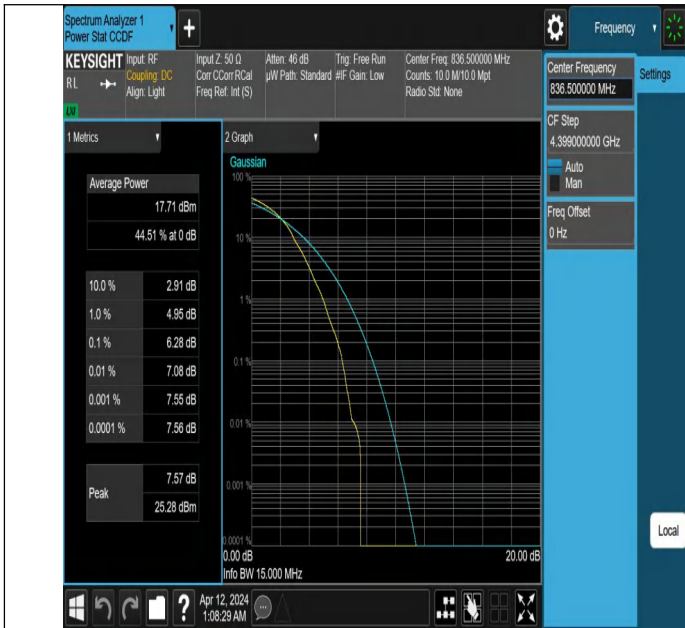 Spectrum Analyzer 1
Power Stat CCDF
Frequency
KEYSIGHT
RL
LXI
Input: RF
Coupling: DC
Align: Light
Input Z: 50 Ω
Corr CCorr RCal
Freq Ref: Int (S)
Atten: 46 dB
µW Path: Standard
Trig: Free Run
#IF Gain: Low
Center Freq: 836.500000 MHz
Counts: 10.0 M/10.0 Mpt
Radio Std: None
Center Frequency
836.500000 MHz
Settings
CF Step
4.399000000 GHz
Auto
Man
Freq Offset
0 Hz
Local
1 Metrics
Average Power
17.71 dBm
44.51 % at 0 dB
10.0 % 2.91 dB
1.0 % 4.95 dB
0.1 % 6.28 dB
0.01 % 7.08 dB
0.001 % 7.55 dB
0.0001 % 7.56 dB
Peak
7.57 dB
25.28 dBm
2 Graph
Gaussian
100 %
10 %
1 %
0.1 %
0.01 %
0.001 %
0.0001 %
0.00 dB 20.00 dB
Info BW 15.000 MHz
?
Apr 12, 2024
1:08:29 AM